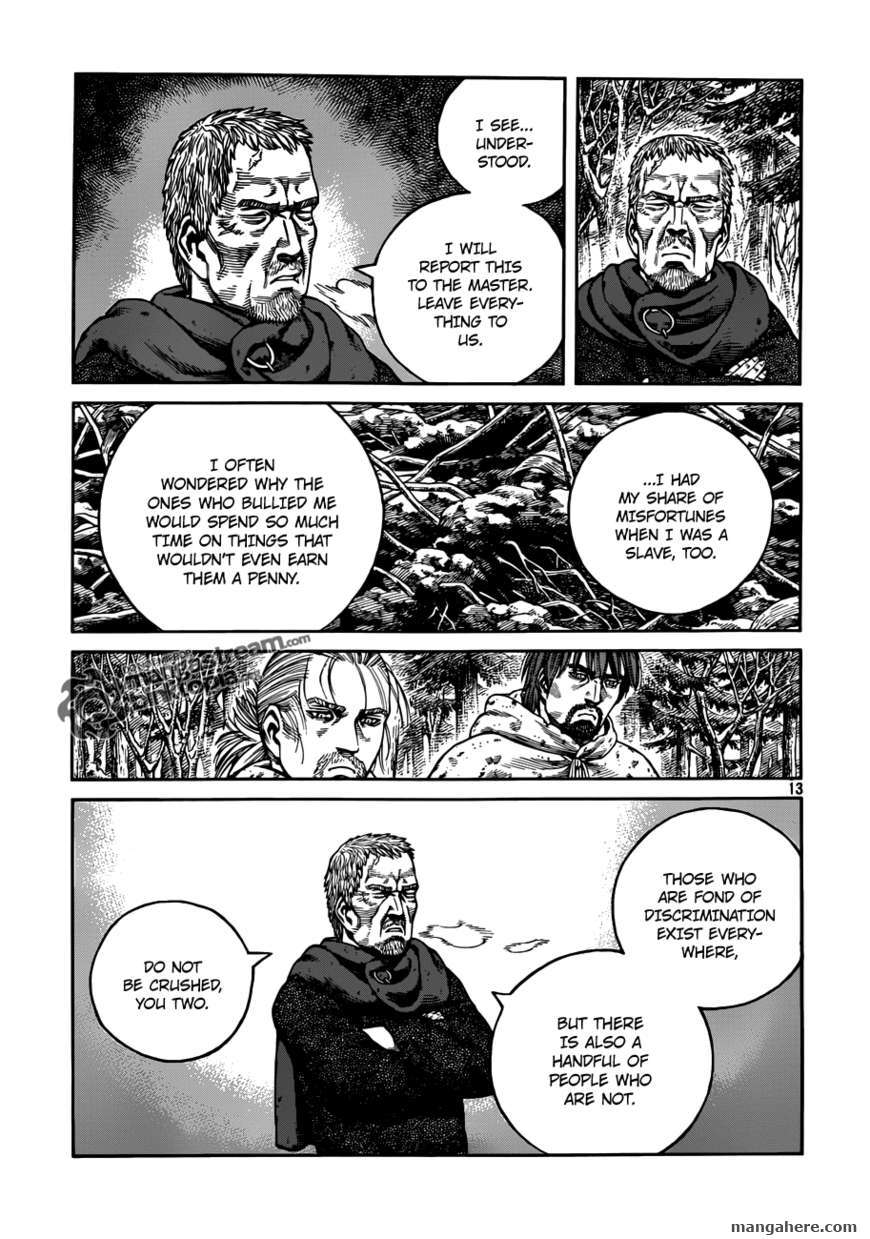 I SEE...
UNDER-
STOOD.
I WILL
REPORT THIS
TO THE MASTER.
LEAVE EVERY-
THING TO
US.
...I HAD
MY SHARE OF
MISFORTUNES
WHEN I WAS A
SLAVE, TOO.
I OFTEN
WONDERED WHY THE
ONES WHO BULLIED ME
WOULD SPEND SO MUCH
TIME ON THINGS THAT
WOULDN'T EVEN EARN
THEM A PENNY.
mangastream.com
13
THOSE WHO
ARE FOND OF
DISCRIMINATION
EXIST EVERY-
WHERE,
BUT THERE
IS ALSO A
HANDFUL OF
PEOPLE WHO
ARE NOT.
DO NOT
BE CRUSHED,
YOU TWO.
mangahere.com